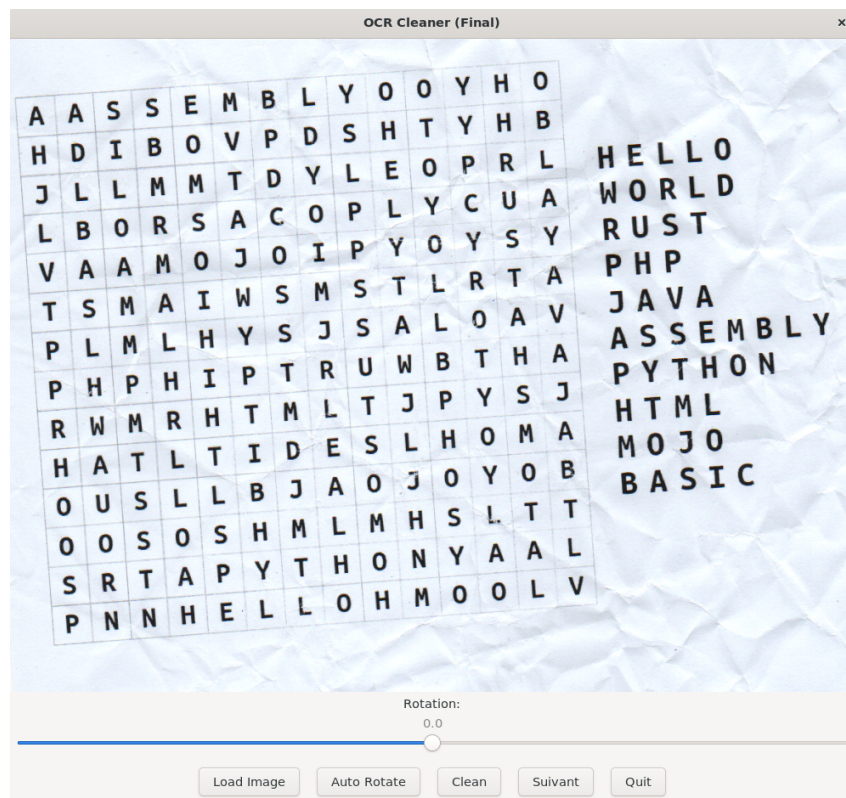 OCR Cleaner (Final)
×
A A S S E M B L Y O O Y H O
H D I B O V P D S H T Y H B
J L L M M T D Y L E O P R L
L B O R S A C O P L Y C U A
V A A M O J O I P Y O Y S Y
T S M A I W S M S T L R T A
P L M L H Y S J S A L O A V
P H P H I P T R U W B T H A
R W M R H T M L T J P Y S J
H A T L T I D E S L H O M A
O U S L L B J A O J O Y O B
O O S O S H M L M H S L T T
S R T A P Y T H O N Y A A L
P N N H E L L O H M O O L V
HELLO
WORLD
RUST
PHP
JAVA
ASSEMBLY
PYTHON
HTML
MOJO
BASIC
Rotation:
0.0
Load Image Auto Rotate Clean Suivant Quit